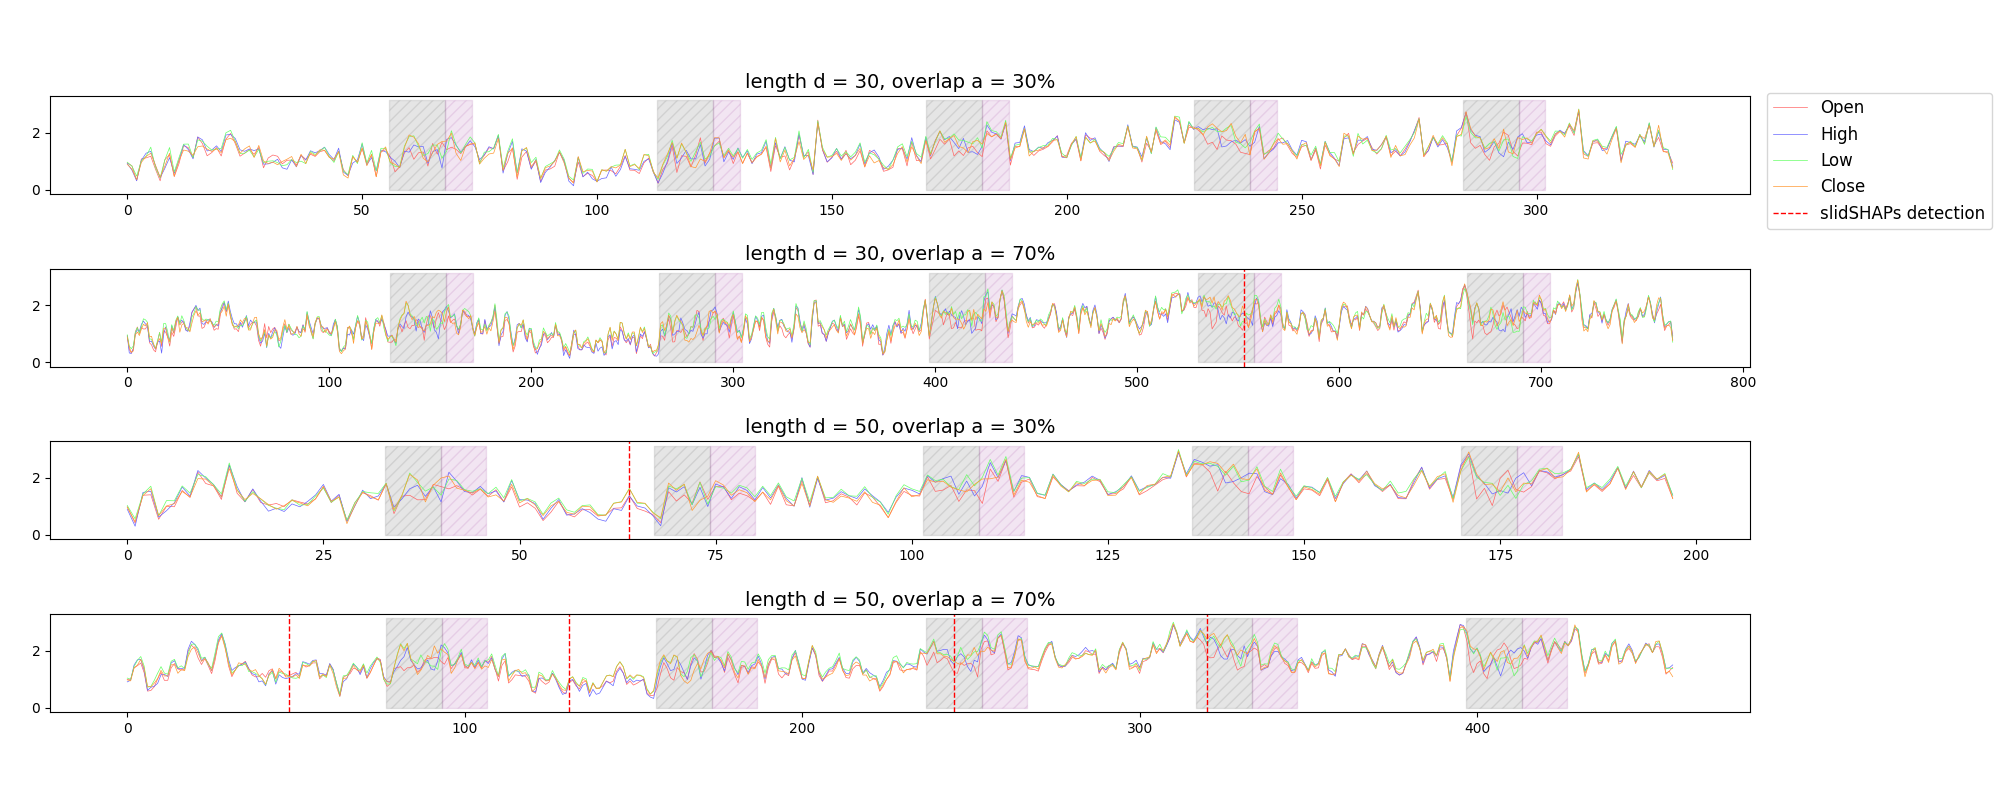 length d = 30, overlap a = 30%
2
0
0 50 100 150 200 250 300
Open
High
Low
Close
slidSHAPs detection
length d = 30, overlap a = 70%
2
0
0 100 200 300 400 500 600 700 800
length d = 50, overlap a = 30%
2
0
0 25 50 75 100 125 150 175 200
length d = 50, overlap a = 70%
2
0
0 100 200 300 400